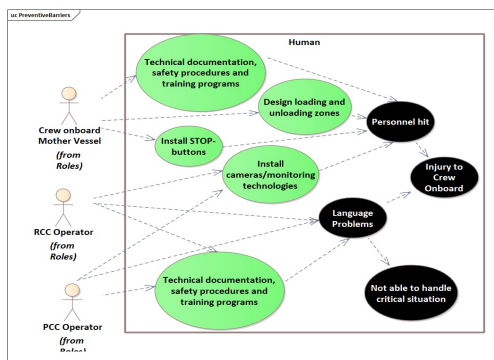 uc PreventiveBarriers
Human
Technical documentation,
safety procedures and
training programs
Design loading and
unloading zones
Personnel hit
Crew onboard
Mother Vessel
(from
Roles)
Install STOP-
buttons
Install
cameras/monitoring
technologies
Injury to
Crew
Onboard
RCC Operator
(from
Roles)
Language
Problems
Technical documentation,
safety procedures and
training programs
Not able to handle
critical situation
PCC Operator
(from
Roles)